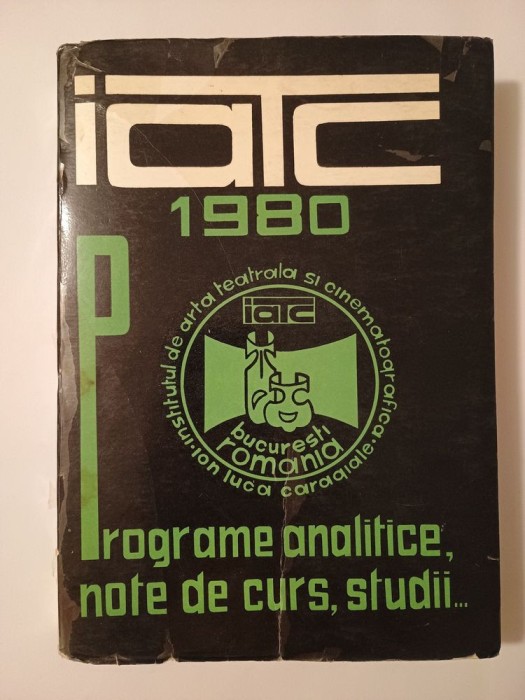 iatc
1980
institutul de arta teatrala si cinematografica
iatc
bucuresti
romania
ion luca caragiale
Programe analitice,
note de curs, studii...